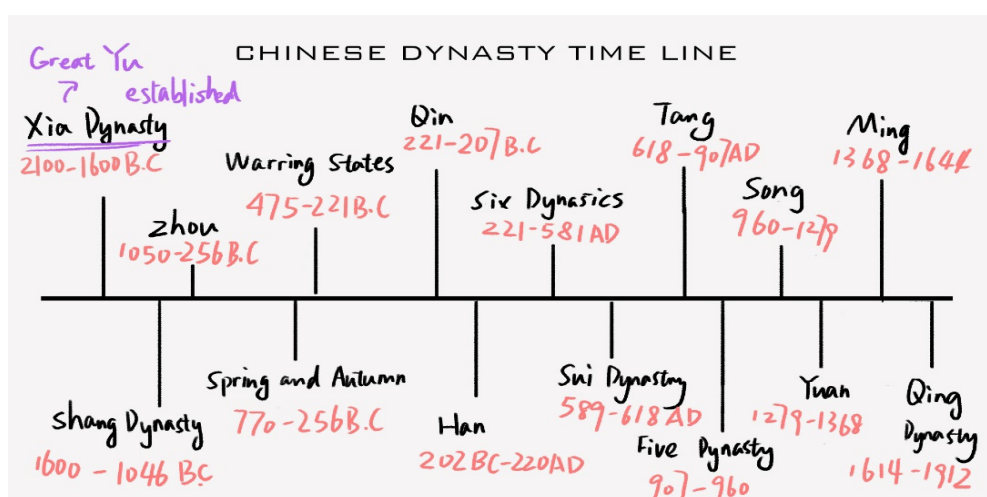 CHINESE DYNASTY TIME LINE
Great Yu
established
Xia Dynasty
2100-1600 B.C
Zhou
1050-256 B.C
Warring States
475-221 B.C
Qin
221-207 B.C
Six Dynasics
221-581 AD
Tang
618-907 AD
Song
960-1279
Ming
1368-1644
Shang Dynasty
1600 - 1046 B.C
Spring and Autumn
770-256 B.C
Han
202 BC-220 AD
Sui Dynastny
589-618 AD
Five Dynasty
907-960
Yuan
1279-1368
Qing
Dynasty
1614-1912